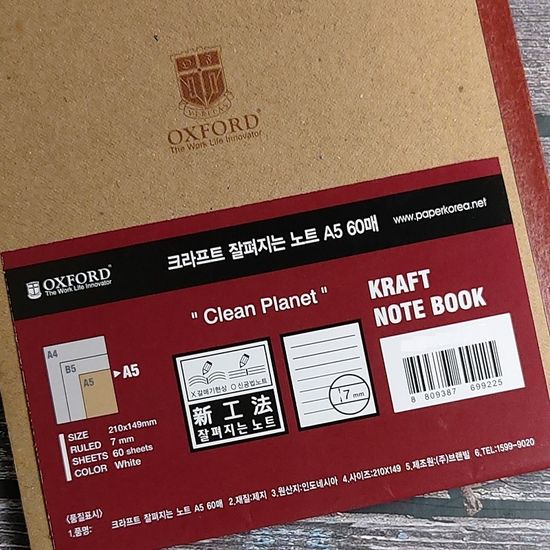 VERITAS
OXFORD®
The Work Life Innovator
OXFORD®
The Work Life Innovator
크라프트 잘펴지는 노트 A5 60매
www.paperkorea.net
" Clean Planet "
KRAFT
NOTE BOOK
A4
B5
A5
▶A5
X갈매기현상 O신공법노트
新工法
잘펴지는노트
7mm
8 809387 699225
SIZE 210x149mm
RULED 7 mm
SHEETS 60 sheets
COLOR White
<품질표시>
1.품명: 크라프트 잘펴지는 노트 A5 60매 2.재질:제지 3.원산지:인도네시아 4.사이즈:210X149 5.제조원:(주)브랜빌 6.TEL:1599-9020